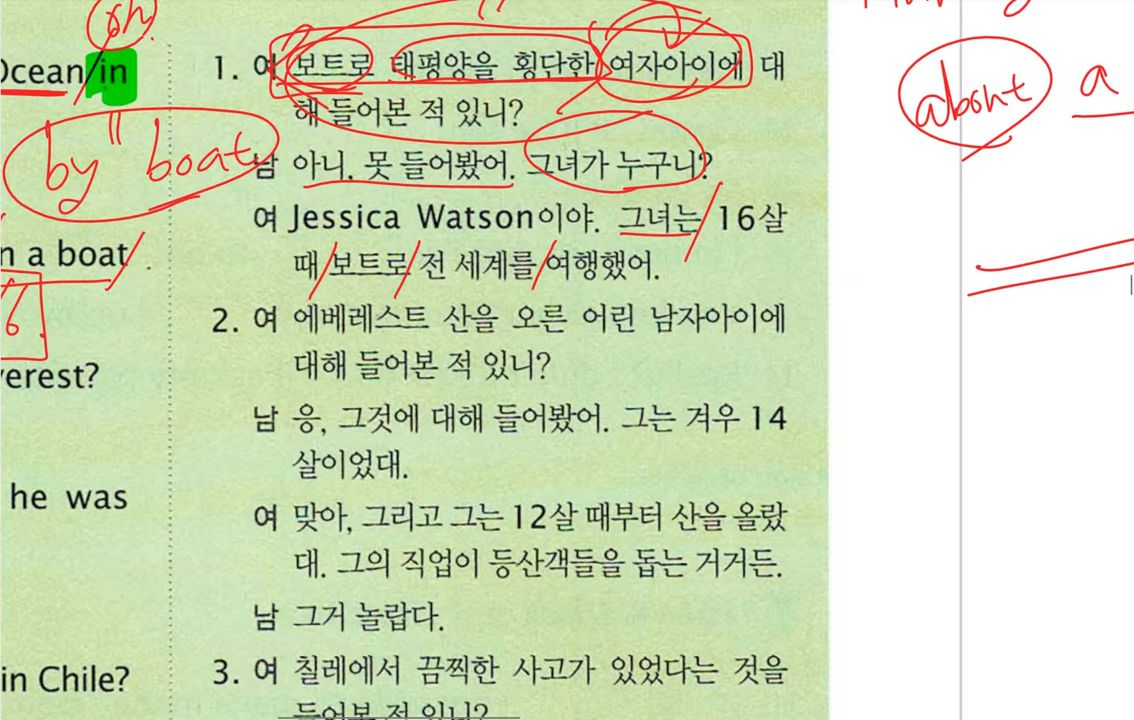 on.
Ocean/in
by " boat
n a boat
6
verest?
he was
in Chile?
1. 여 보트로 태평양을 횡단한 여자아이에 대
해 들어본 적 있니?
남 아니, 못 들어봤어. 그녀가 누구니?
여 Jessica Watson이야. 그녀는 16살
때 보트로 전 세계를 여행했어.
2. 여 에베레스트 산을 오른 어린 남자아이에
대해 들어본 적 있니?
남 응, 그것에 대해 들어봤어. 그는 겨우 14
살이었대.
여 맞아, 그리고 그는 12살 때부터 산을 올랐
대. 그의 직업이 등산객들을 돕는 거거든.
남 그거 놀랍다.
3. 여 칠레에서 끔찍한 사고가 있었다는 것을
들어본 적 있니?
about a